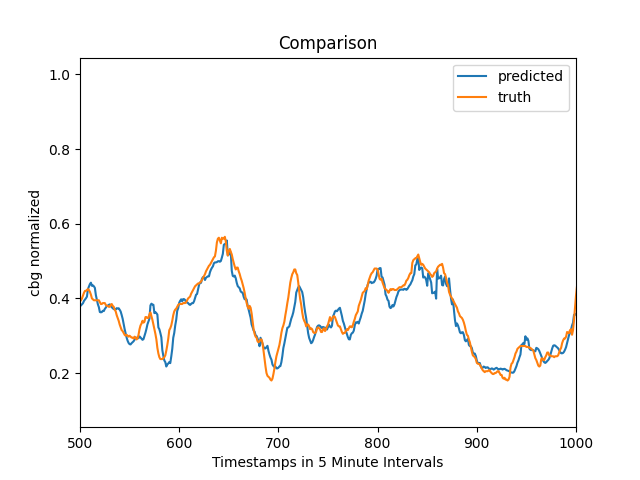 Comparison
predicted
truth
1.0
0.8
0.6
0.4
0.2
cbg normalized
500 600 700 800 900 1000
Timestamps in 5 Minute Intervals